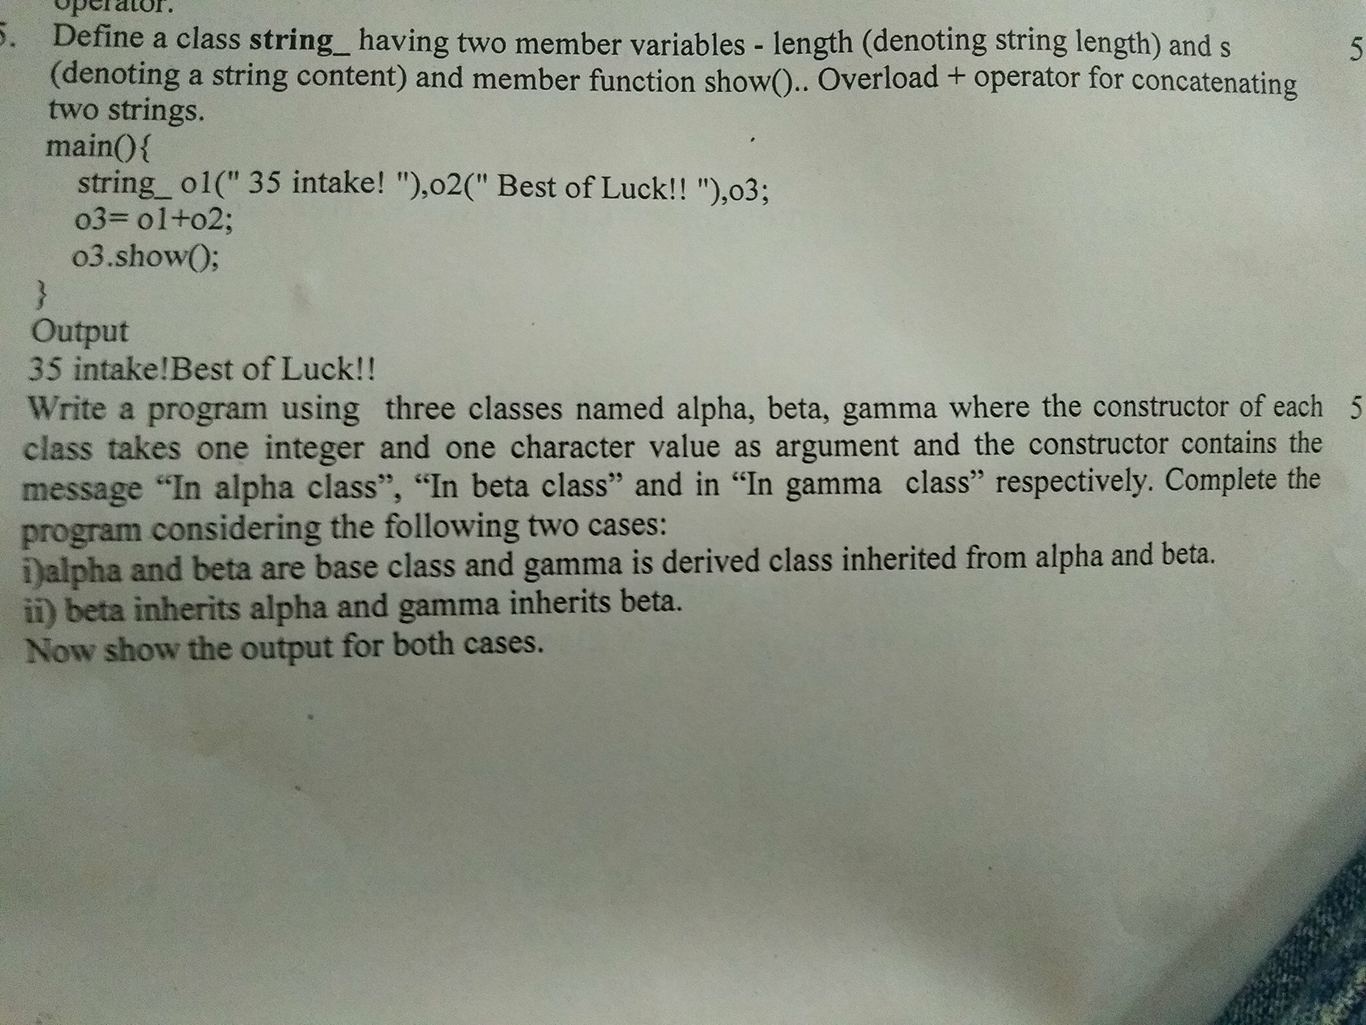 operator.
5. Define a class string_ having two member variables - length (denoting string length) and s 5
(denoting a string content) and member function show().. Overload + operator for concatenating
two strings.
main(){
string_ o1(" 35 intake! "),o2(" Best of Luck!! "),o3;
o3= o1+o2;
o3.show();
}
Output
35 intake!Best of Luck!!
Write a program using three classes named alpha, beta, gamma where the constructor of each 5
class takes one integer and one character value as argument and the constructor contains the
message “In alpha class”, “In beta class” and in “In gamma class” respectively. Complete the
program considering the following two cases:
i)alpha and beta are base class and gamma is derived class inherited from alpha and beta.
ii) beta inherits alpha and gamma inherits beta.
Now show the output for both cases.